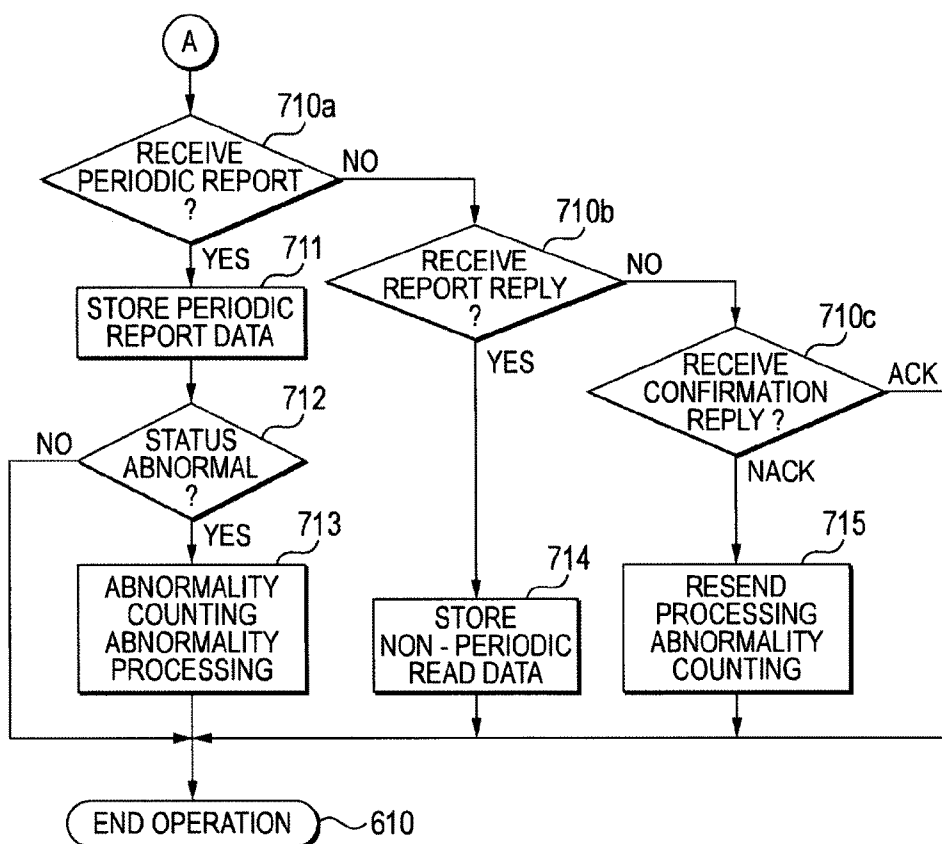 A
710a
RECEIVE
PERIODIC REPORT
?
NO
YES
710b
RECEIVE
REPORT REPLY
?
NO
YES
711
STORE PERIODIC
REPORT DATA
710c
RECEIVE
CONFIRMATION
REPLY ?
ACK
NACK
712
STATUS
ABNORMAL
?
NO
YES
713
ABNORMALITY
COUNTING
ABNORMALITY
PROCESSING
714
STORE
NON - PERIODIC
READ DATA
715
RESEND
PROCESSING
ABNORMALITY
COUNTING
END OPERATION
610